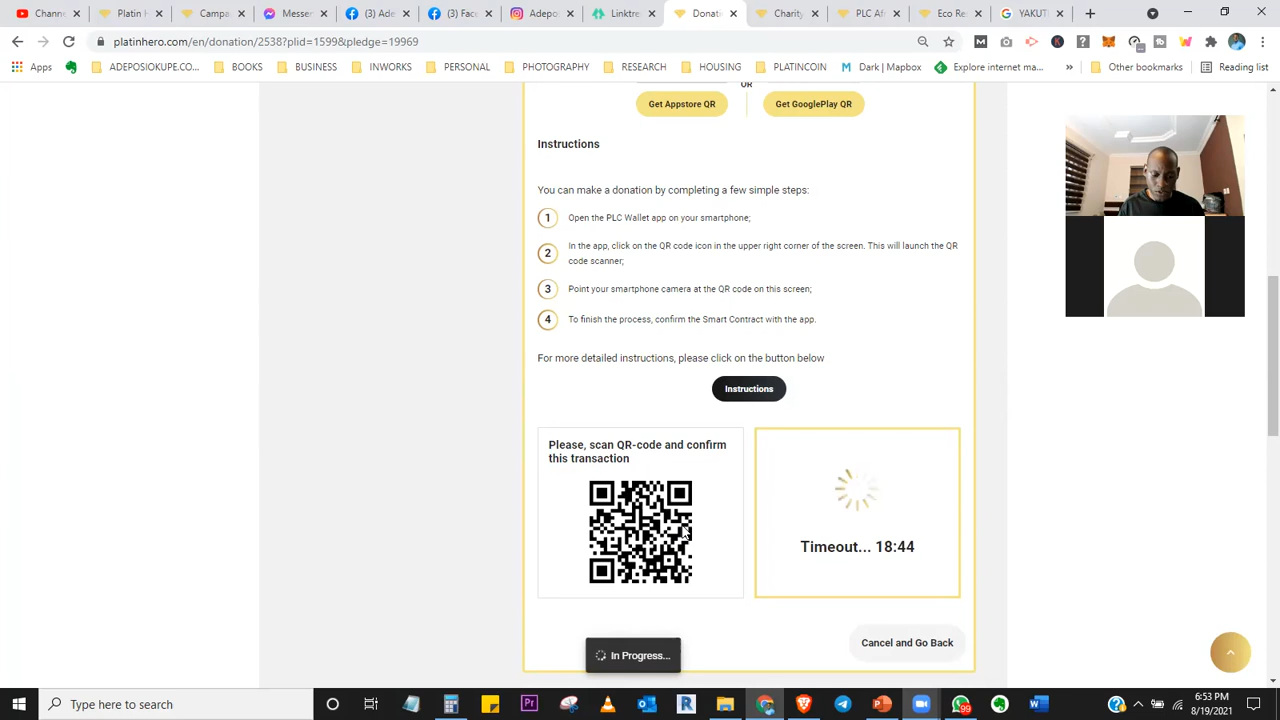 Channe
Platin H
Campai
Messen
(3) Ade
(3) Face
Adepos
Linktre
Donati
Charity
PLC Afr
Eco Res
YAKUT
platinhero.com/en/donation/2538?plid=1599&pledge=19969
Apps
ADEPOSIOKUPE.CO...
BOOKS
BUSINESS
INWORKS
PERSONAL
PHOTOGRAPHY
RESEARCH
HOUSING
PLATINCOIN
Dark | Mapbox
Explore internet ma...
Other bookmarks
Reading list
OR
Get Appstore QR
Get GooglePlay QR
Instructions
You can make a donation by completing a few simple steps:
1 Open the PLC Wallet app on your smartphone;
2 In the app, click on the QR code icon in the upper right corner of the screen. This will launch the QR
code scanner;
3 Point your smartphone camera at the QR code on this screen;
4 To finish the process, confirm the Smart Contract with the app.
For more detailed instructions, please click on the button below
Instructions
Please, scan QR-code and confirm
this transaction
Timeout... 18:44
In Progress...
Cancel and Go Back
Type here to search
99
6:53 PM
8/19/2021